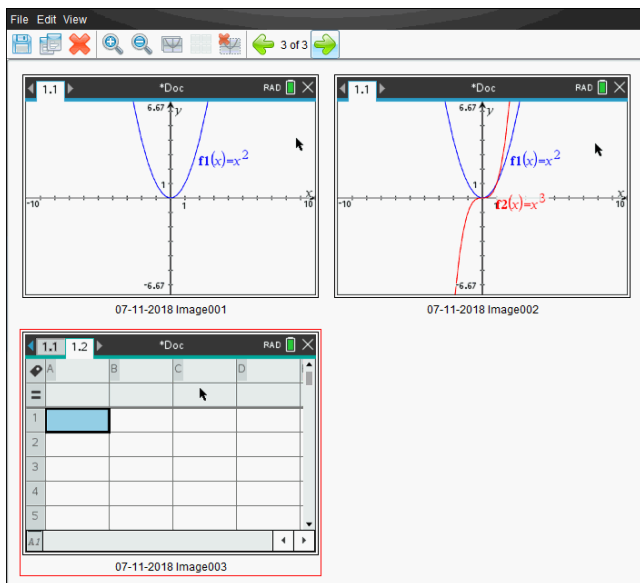 File Edit View
3 of 3
1.1 *Doc RAD
6.67 y
f1(x)=x²
1
x
-10 1 10
-6.67
07-11-2018 Image001
1.1 *Doc RAD
6.67 y
f1(x)=x²
1
x
-10 1 f2(x)=x³ 10
-6.67
07-11-2018 Image002
1.1 1.2 *Doc RAD
A B C D
=
1
2
3
4
5
A1
07-11-2018 Image003